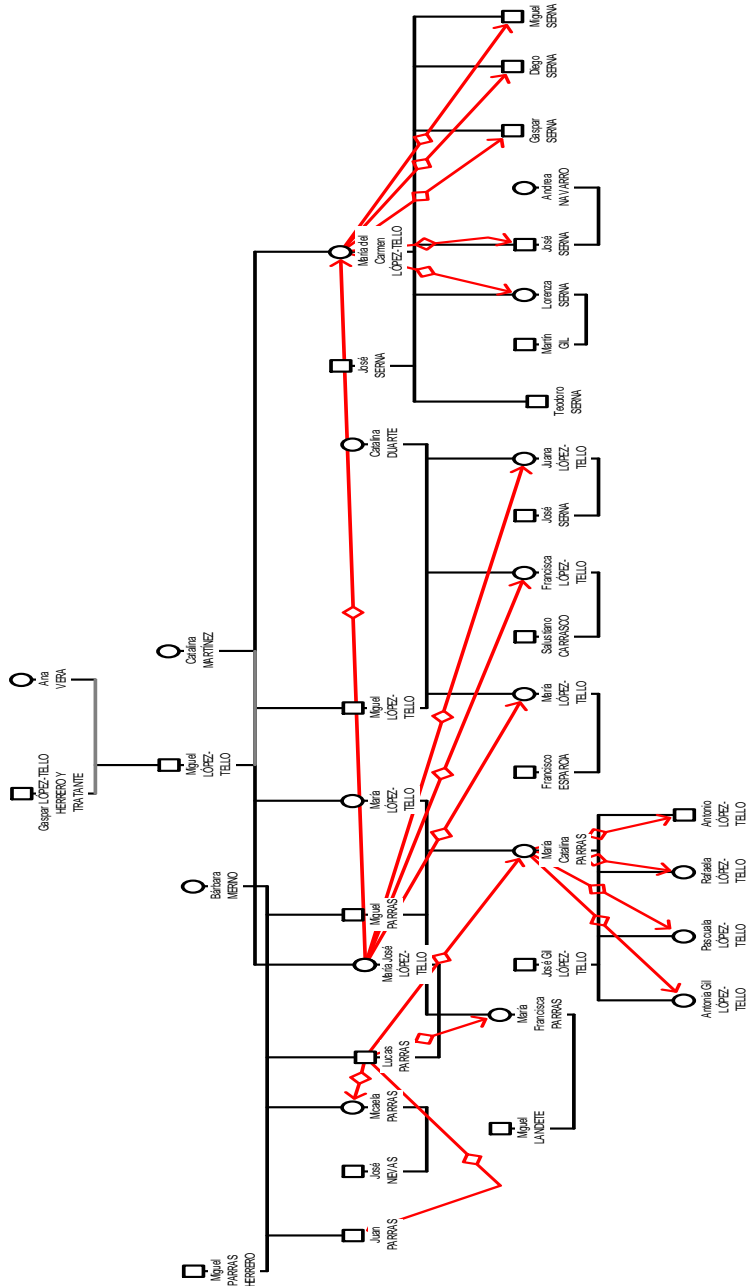 Gaspar LÓPEZ-TELLO
HERRERO Y
TRATANTE
Ana
VERA
Miguel
PARRAS
HERRERO
Bárbara
MIERNO
Miguel
LÓPEZ-
TELLO
Catalina
MARTÍNEZ
Juan
PARRAS
José
NIEVAS
Micaela
PARRAS
Lucas
PARRAS
María José
LÓPEZ-
TELLO
Miguel
PARRAS
María
LÓPEZ-
TELLO
Miguel
LÓPEZ-
TELLO
Catalina
DUARTE
José
SERNA
María del
Carmen
LÓPEZ-TELLO
Miguel
LANDETE
María
Francisca
PARRAS
José Gil
LÓPEZ-
TELLO
María
Catalina
PARRAS
Francisco
ESPARCIA
María
LÓPEZ-
TELLO
Salustiano
CARRASCO
Francisca
LÓPEZ-
TELLO
José
SERNA
Juana
LÓPEZ-
TELLO
Teodoro
SERNA
Martín
GIL
Lorenza
SERNA
José
SERNA
Andrea
NAVARRO
Gaspar
SERNA
Diego
SERNA
Miguel
SERNA
Antonia Gil
LÓPEZ-
TELLO
Pascuala
LÓPEZ-
TELLO
Rafaela
LÓPEZ-
TELLO
Antonio
LÓPEZ-
TELLO